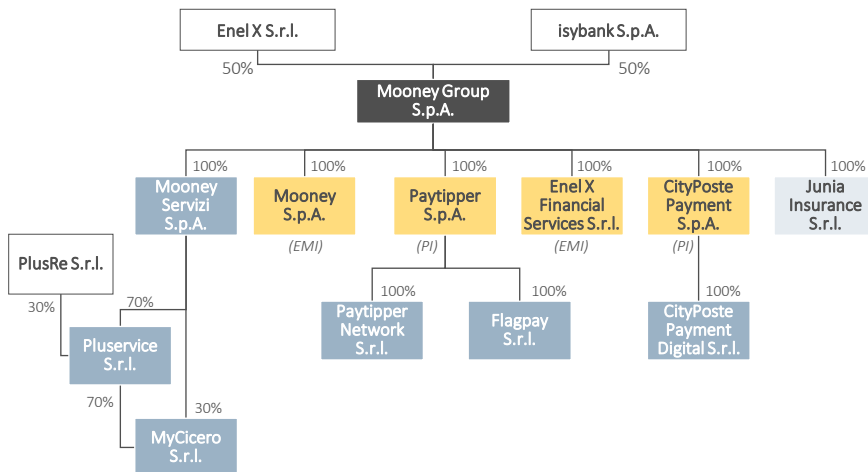 Enel X S.r.l.
isybank S.p.A.
50%
50%
Mooney Group
S.p.A.
100%
100%
100%
100%
100%
100%
Mooney
Servizi
S.p.A.
Mooney
S.p.A.
Paytipper
S.p.A.
Enel X
Financial
Services S.r.l.
CityPoste
Payment
S.p.A.
Junia
Insurance
S.r.l.
(EMI)
(PI)
(EMI)
(PI)
PlusRe S.r.l.
30%
70%
100%
100%
100%
Paytipper
Network
S.r.l.
Flagpay
S.r.l.
CityPoste
Payment
Digital S.r.l.
Pluservice
S.r.l.
70%
30%
MyCicero
S.r.l.